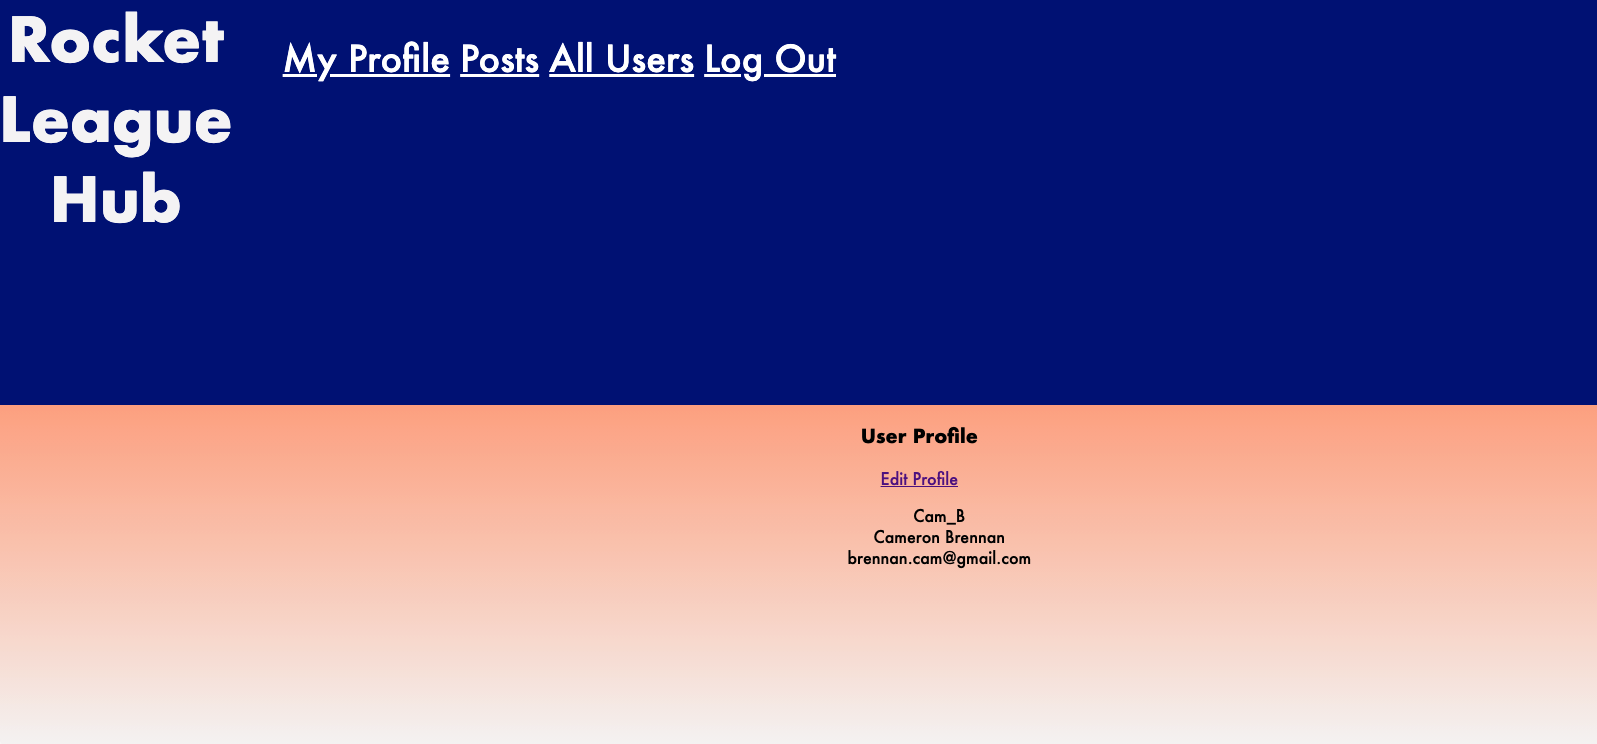 Rocket
League
Hub
My Profile Posts All Users Log Out
User Profile
Edit Profile
Cam_B
Cameron Brennan
brennan.cam@gmail.com